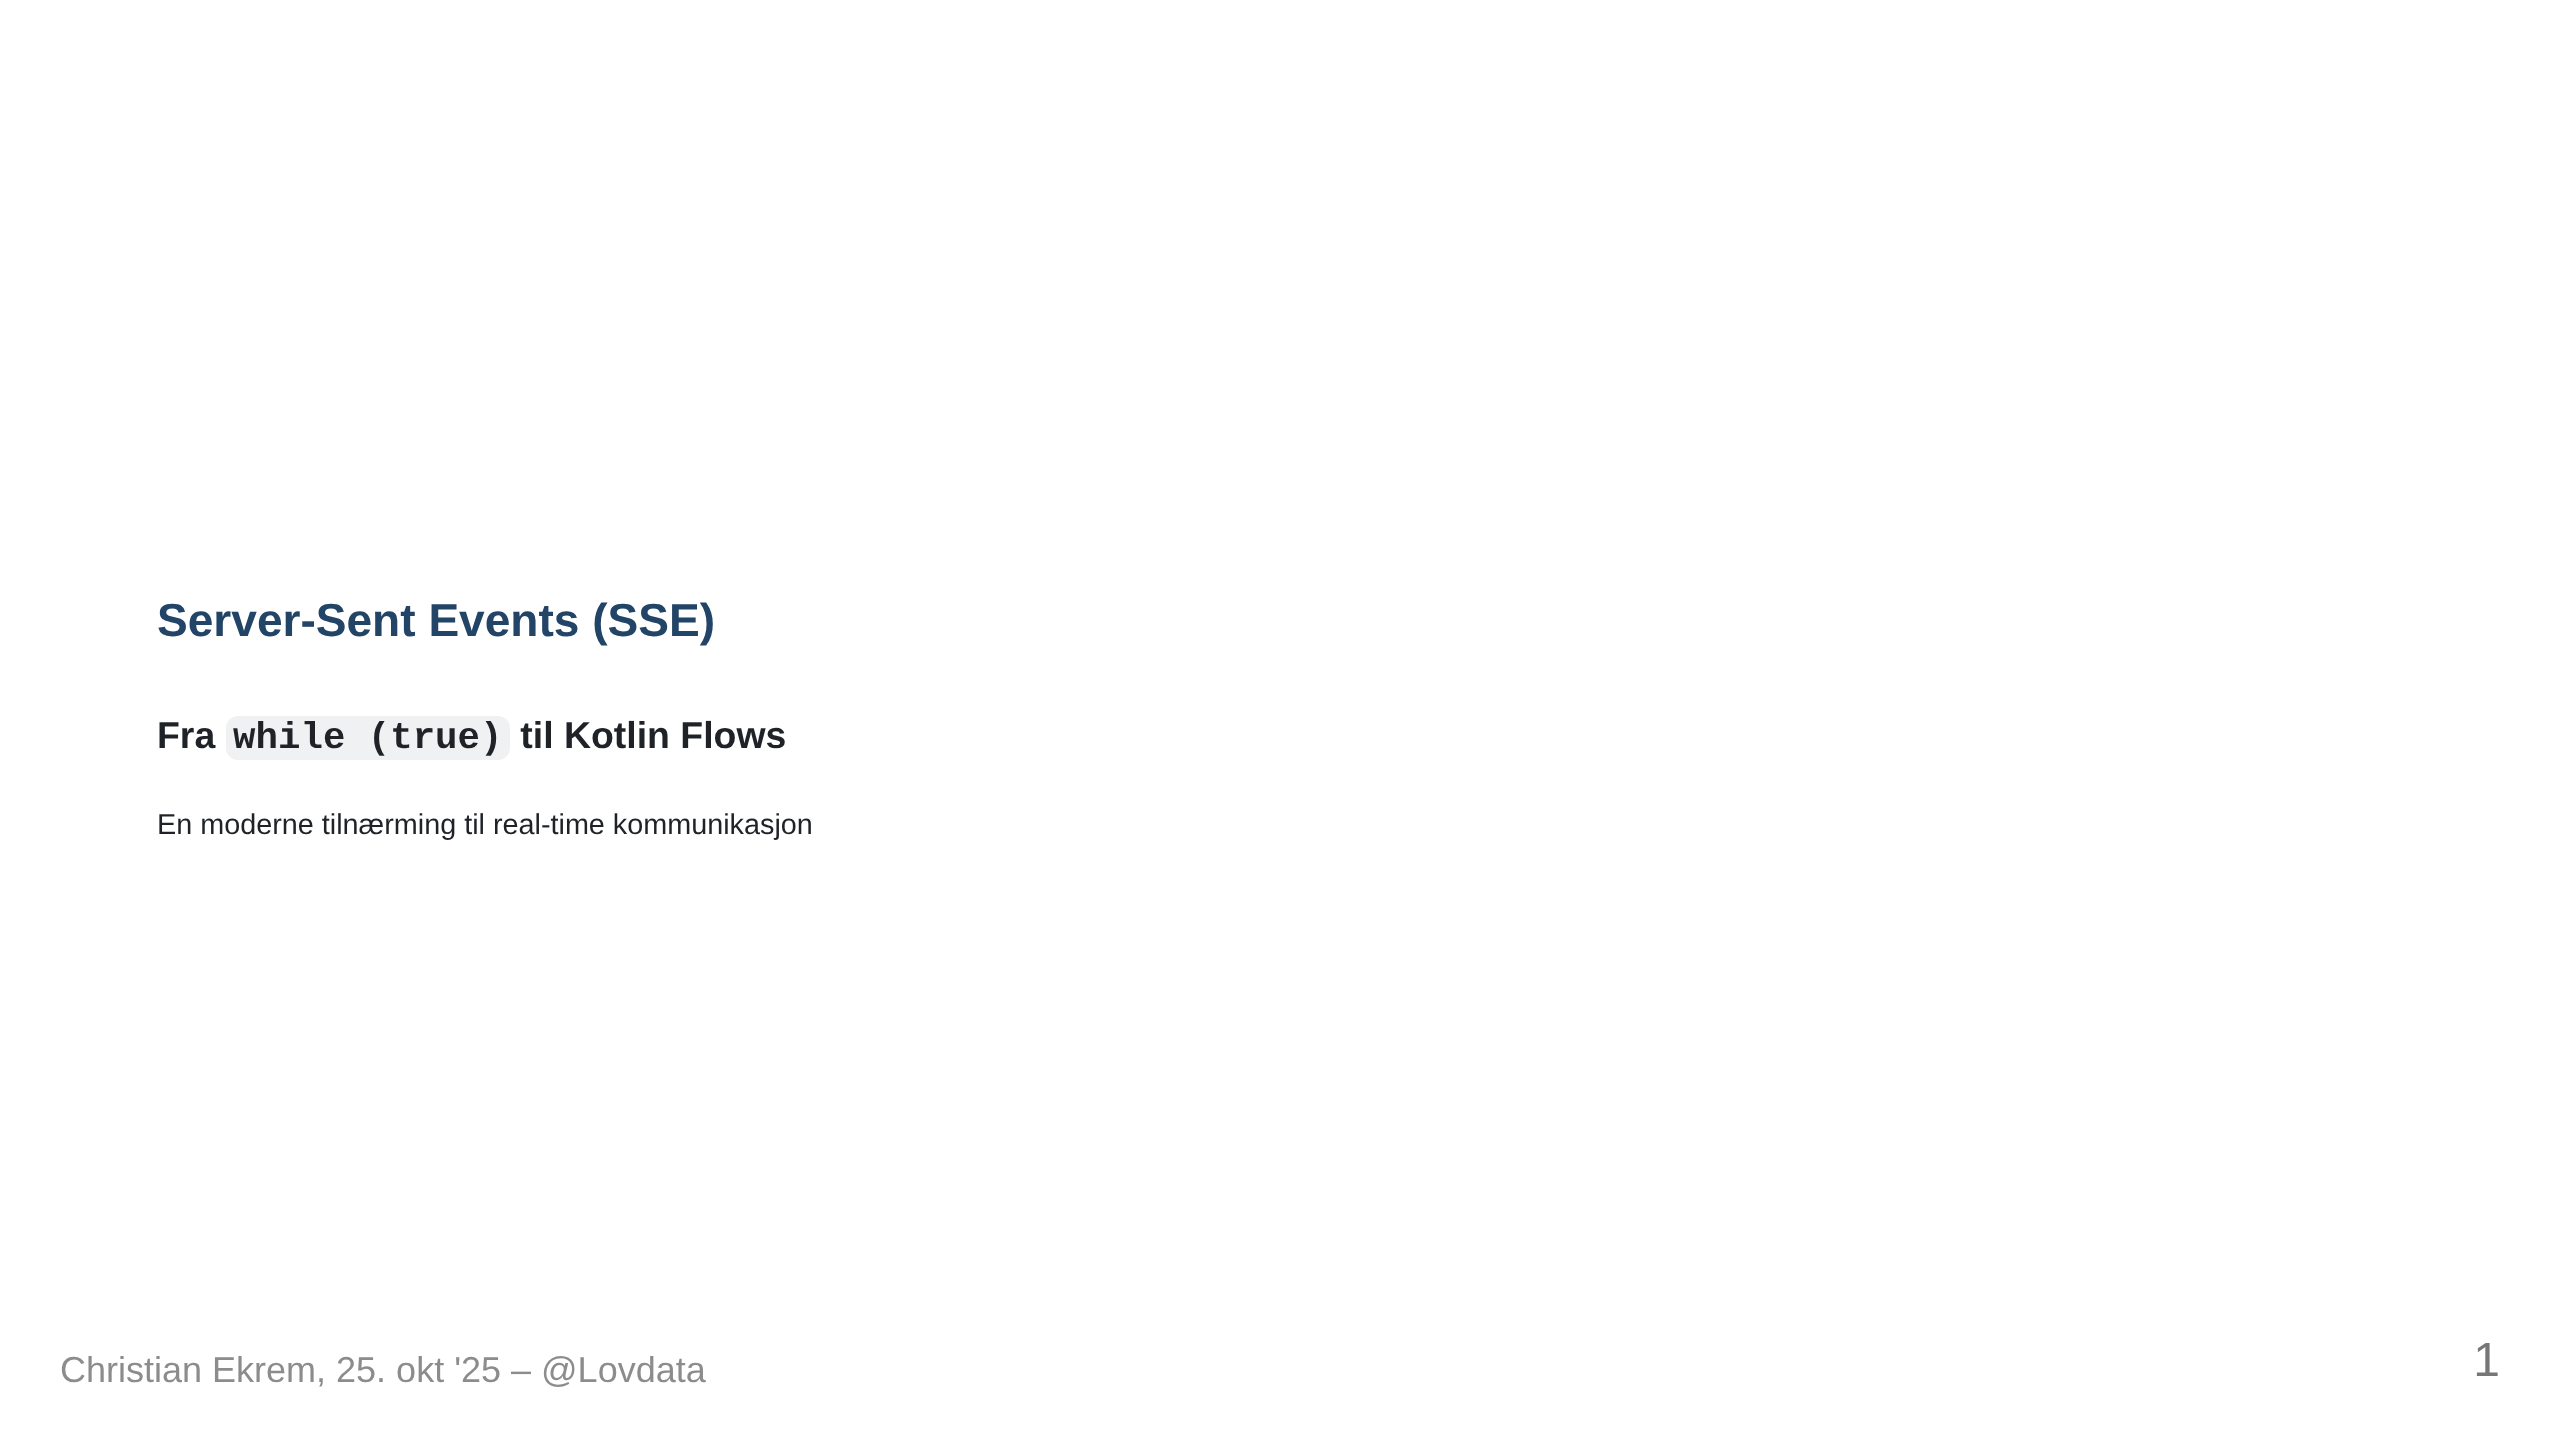 Server-Sent Events (SSE)
Fra while (true) til Kotlin Flows
En moderne tilnærming til real-time kommunikasjon
Christian Ekrem, 25. okt '25 – @Lovdata
1